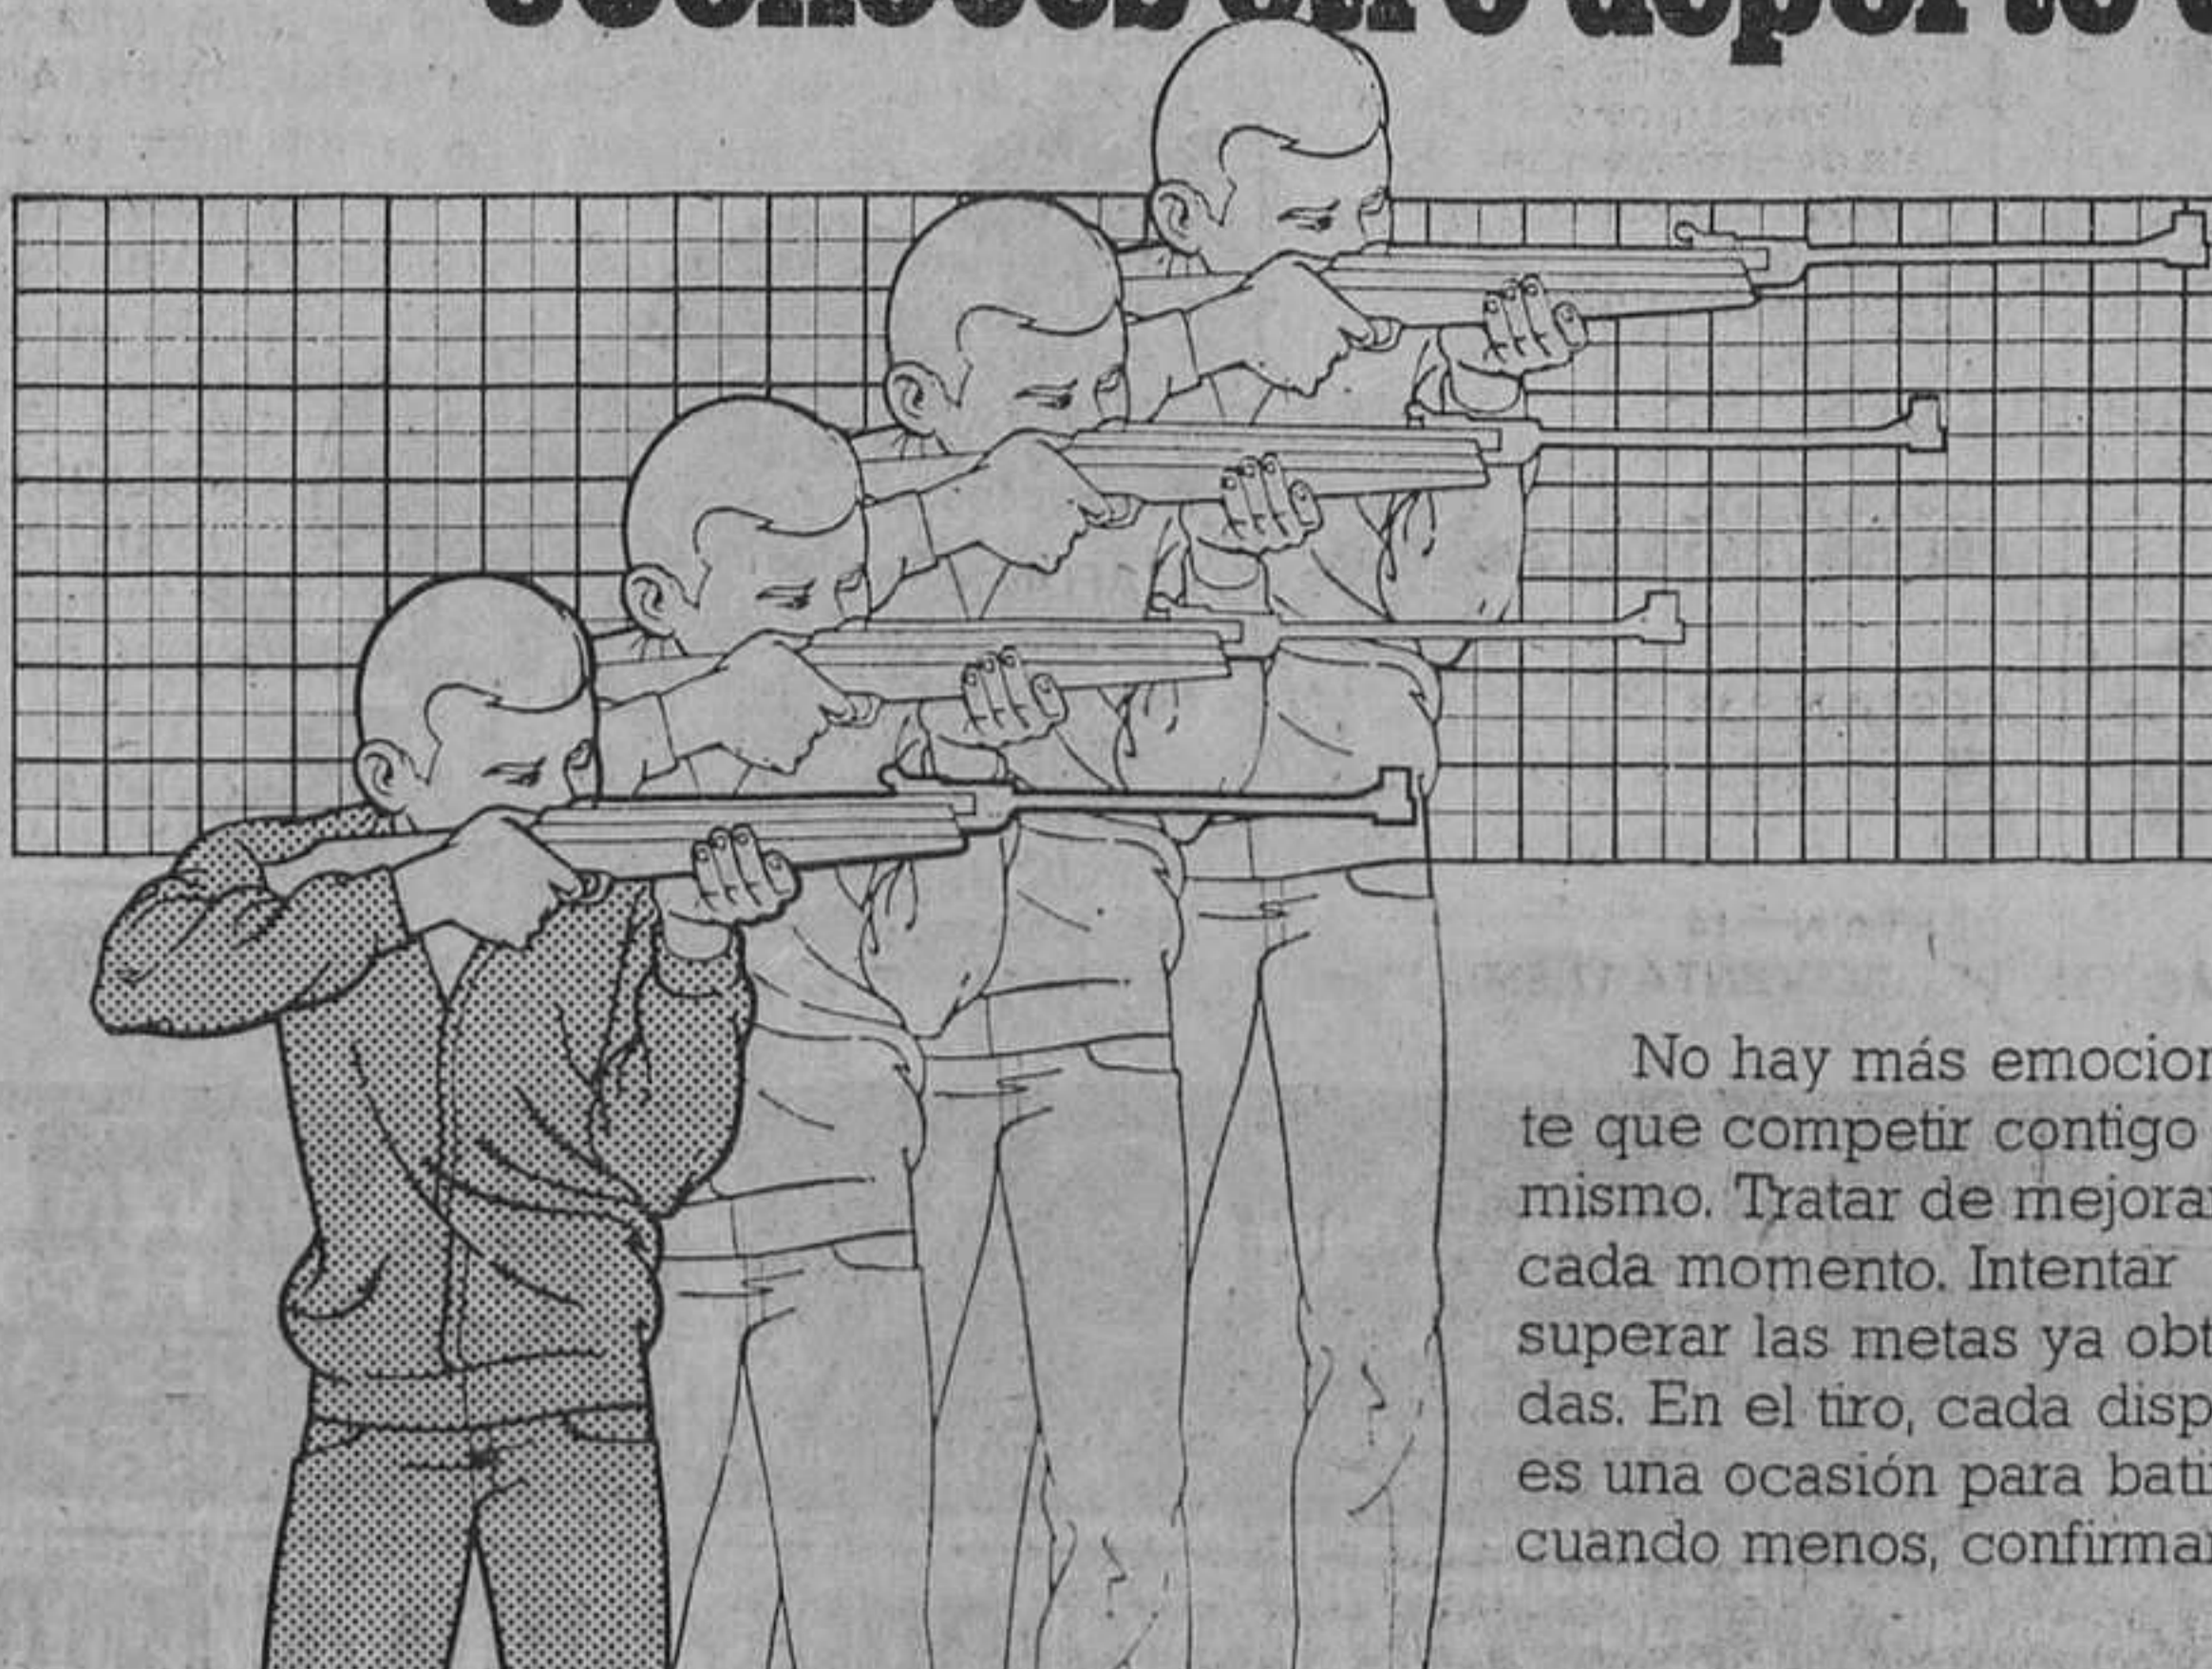 deporte
No hay más emocion
te que competir contigo
mismo. Tratar de mejora
cada momento. Intentar
superar las metas ya obt
das. En el tiro, cada disp
es una ocasión para bati
cuando menos, confirmar